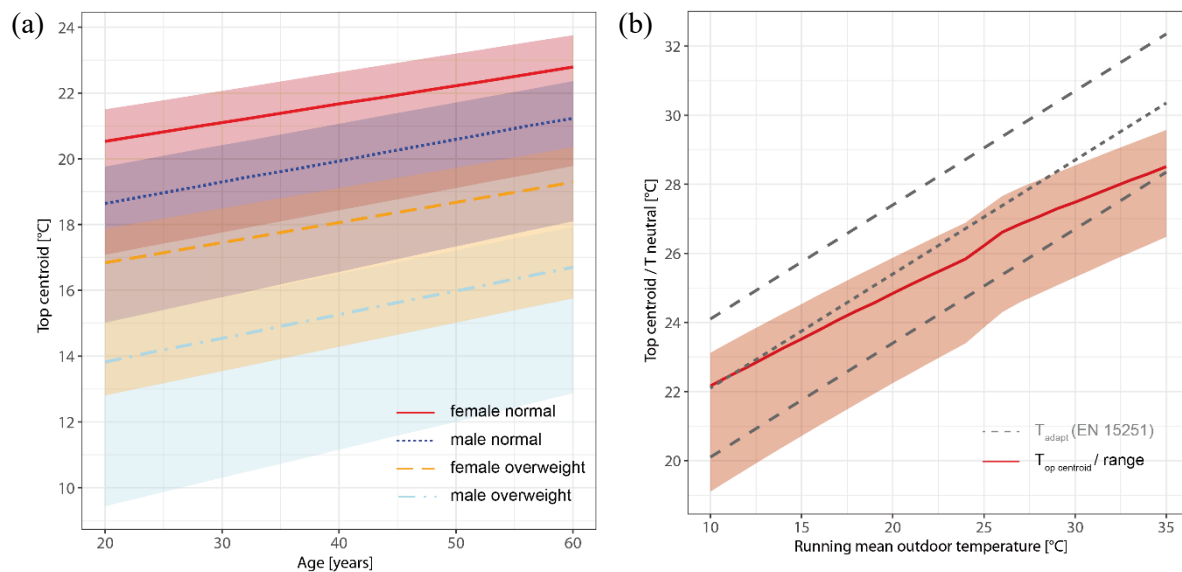 (a)
24
22
20
18
16
14
12
10
Top centroid [°C]
20
30
40
50
60
Age [years]
female normal
male normal
female overweight
male overweight
(b)
32
30
28
26
24
22
20
Top centroid / T neutral [°C]
10
15
20
25
30
35
Running mean outdoor temperature [°C]
Tadapt (EN 15251)
Top centroid / range